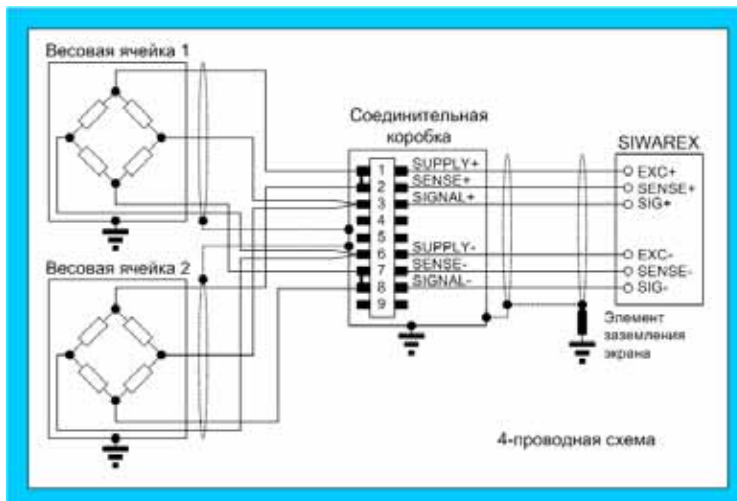 Весовая ячейка 1
Соединительная
коробка
SIWAREX
1
2
3
4
5
6
7
8
9
SUPPLY+
SENSE+
SIGNAL+
SUPPLY-
SENSE-
SIGNAL-
EXC+
SENSE+
SIG+
EXC-
SENSE-
SIG-
Весовая ячейка 2
Элемент
заземления
экрана
4-проводная схема